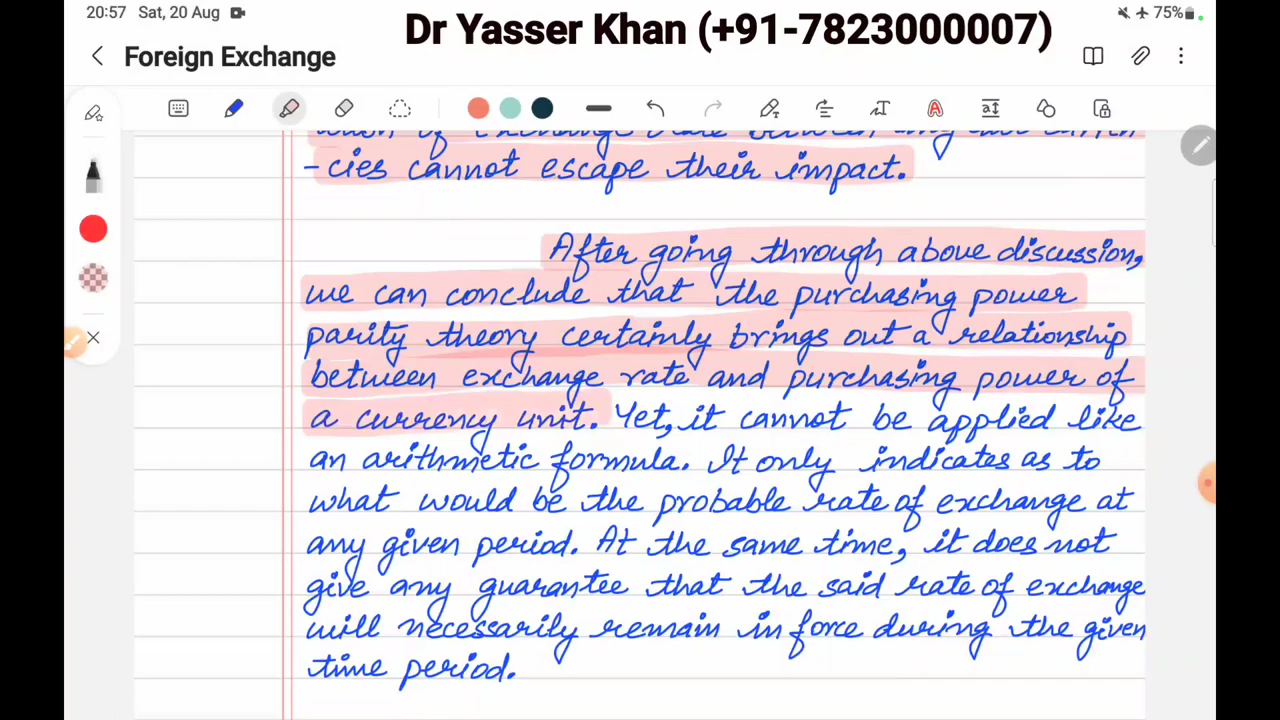 20:57 Sat, 20 Aug
75%
Dr Yasser Khan (+91-7823000007)
Foreign Exchange
of exchange rate between any
-cies cannot escape their impact.
After going through above discussion,
we can conclude that the purchasing power
parity theory certainly brings out a relationship
between exchange rate and purchasing power of
a currency unit. Yet, it cannot be applied like
an arithmetic formula. It only indicates as to
what would be the probable rate of exchange at
any given period. At the same time, it does not
give any guarantee that the said rate of exchange
will necessarily remain in force during the given
time period.